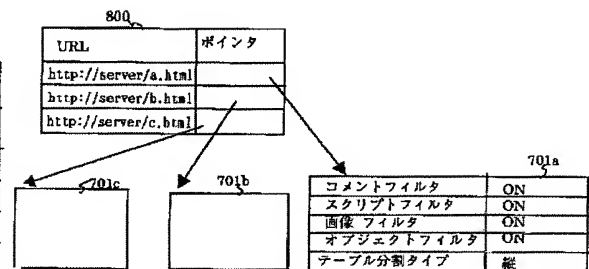 800
URL ポインタ
http://server/a.html
http://server/b.html
http://server/c.html
701c
701b
701a
コメントフィルタ ON
スクリプトフィルタ ON
画像 フィルタ ON
オブジェクトフィルタ ON
テーブル分割タイプ 縦